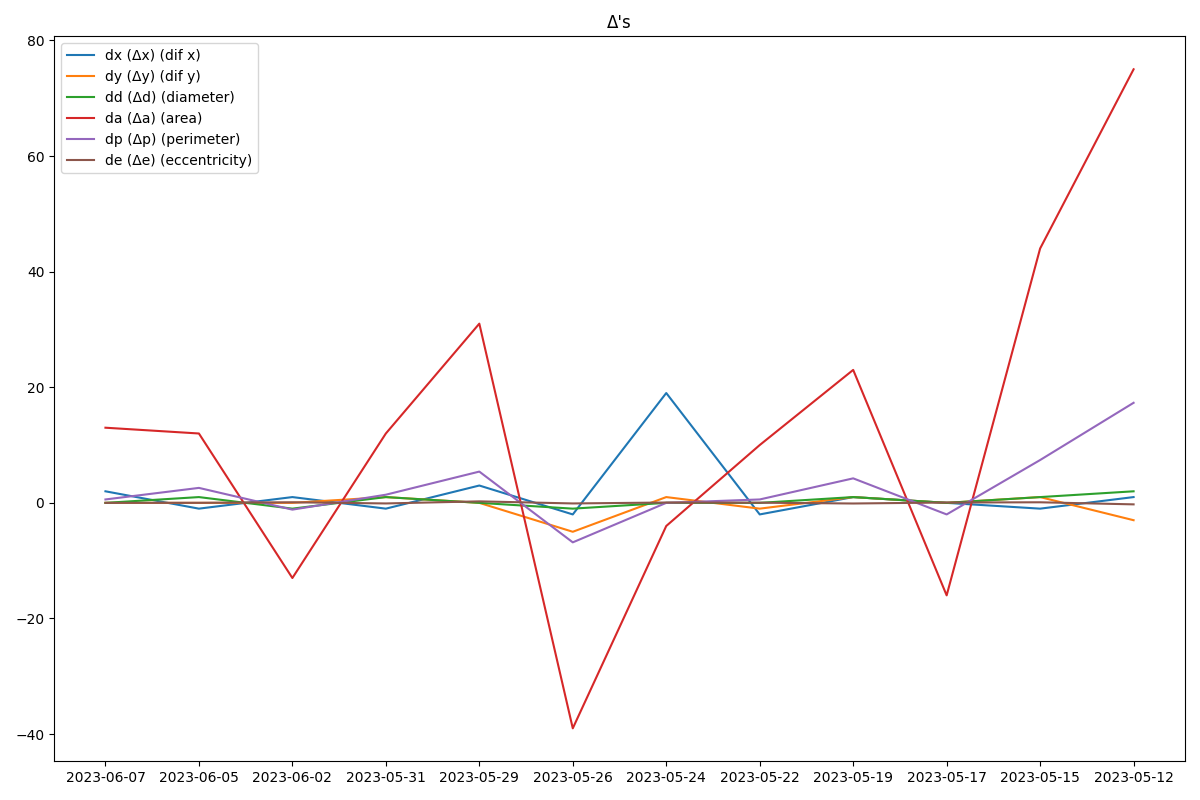 Δ's
dx (Δx) (dif x)
dy (Δy) (dif y)
dd (Δd) (diameter)
da (Δa) (area)
dp (Δp) (perimeter)
de (Δe) (eccentricity)
80
60
40
20
0
−20
−40
2023-06-07 2023-06-05 2023-06-02 2023-05-31 2023-05-29 2023-05-26 2023-05-24 2023-05-22 2023-05-19 2023-05-17 2023-05-15 2023-05-12